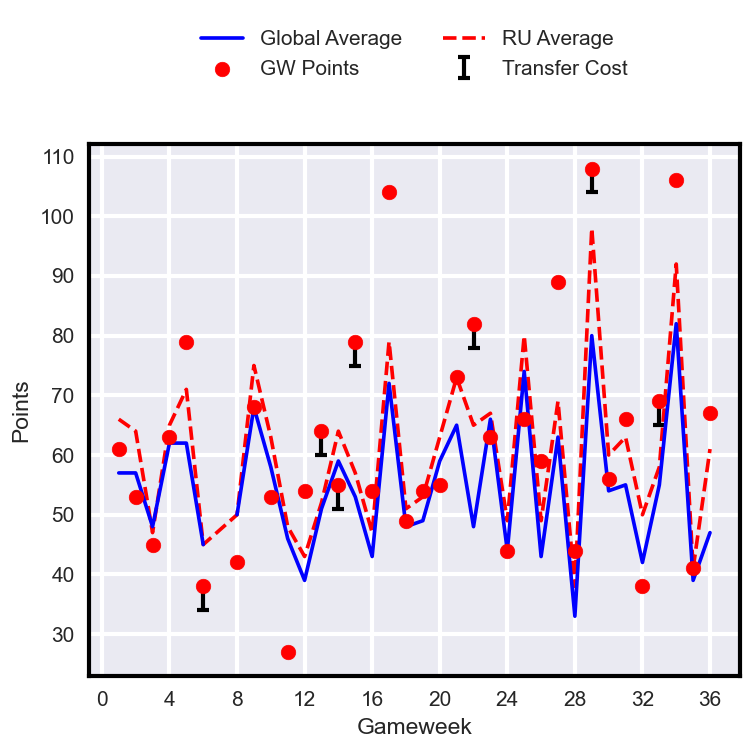 Global Average
RU Average
GW Points
Transfer Cost
110
100
90
80
70
60
50
40
30
Points
0 4 8 12 16 20 24 28 32 36
Gameweek